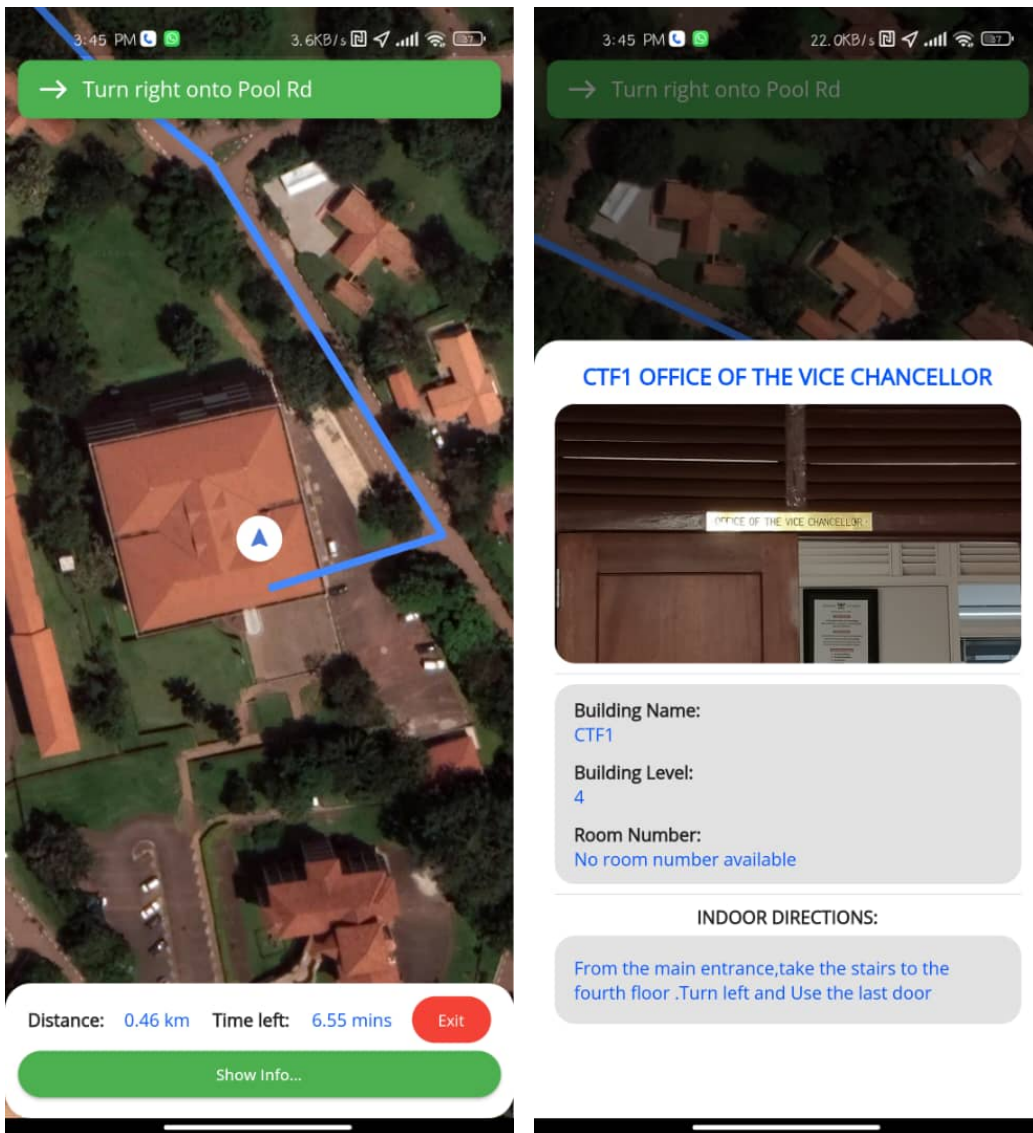 3:45 PM
3.6KB/s
37
Turn right onto Pool Rd
Distance: 0.46 km Time left: 6.55 mins Exit
Show Info...
3:45 PM
22.0KB/s
37
Turn right onto Pool Rd
CTF1 OFFICE OF THE VICE CHANCELLOR
OFFICE OF THE VICE CHANCELLOR
Building Name:
CTF1
Building Level:
4
Room Number:
No room number available
INDOOR DIRECTIONS:
From the main entrance,take the stairs to the
fourth floor .Turn left and Use the last door